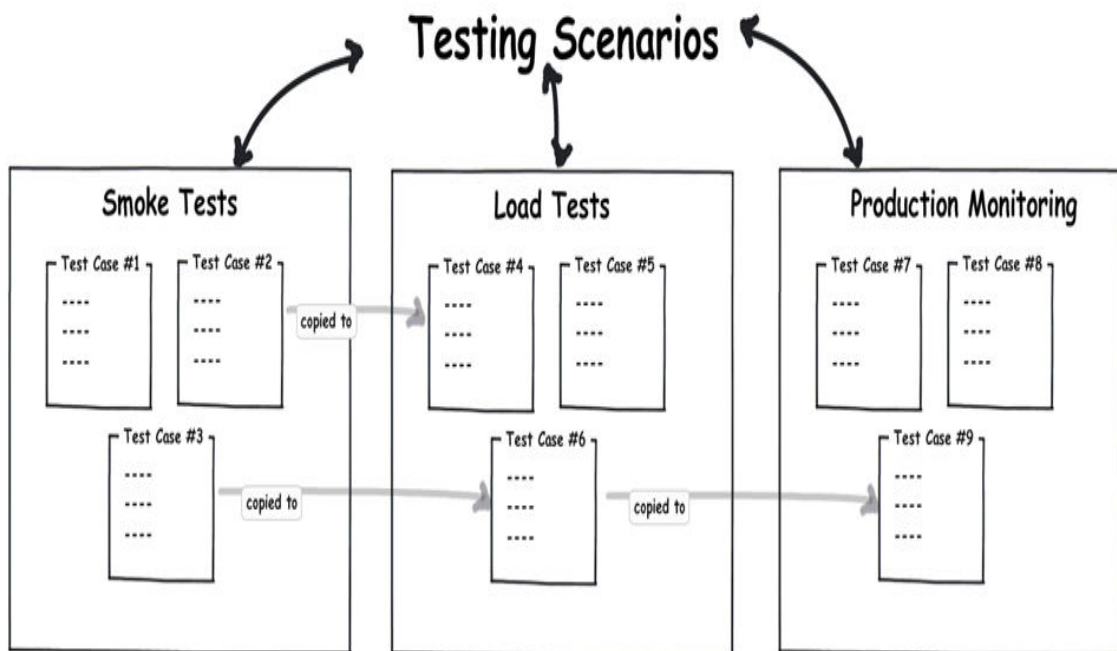 Testing Scenarios
Smoke Tests
Test Case #1
----
----
----
Test Case #2
----
----
----
copied to
Test Case #3
----
----
----
copied to
Load Tests
Test Case #4
----
----
----
Test Case #5
----
----
----
Test Case #6
----
----
----
copied to
Production Monitoring
Test Case #7
----
----
----
Test Case #8
----
----
----
Test Case #9
----
----
----